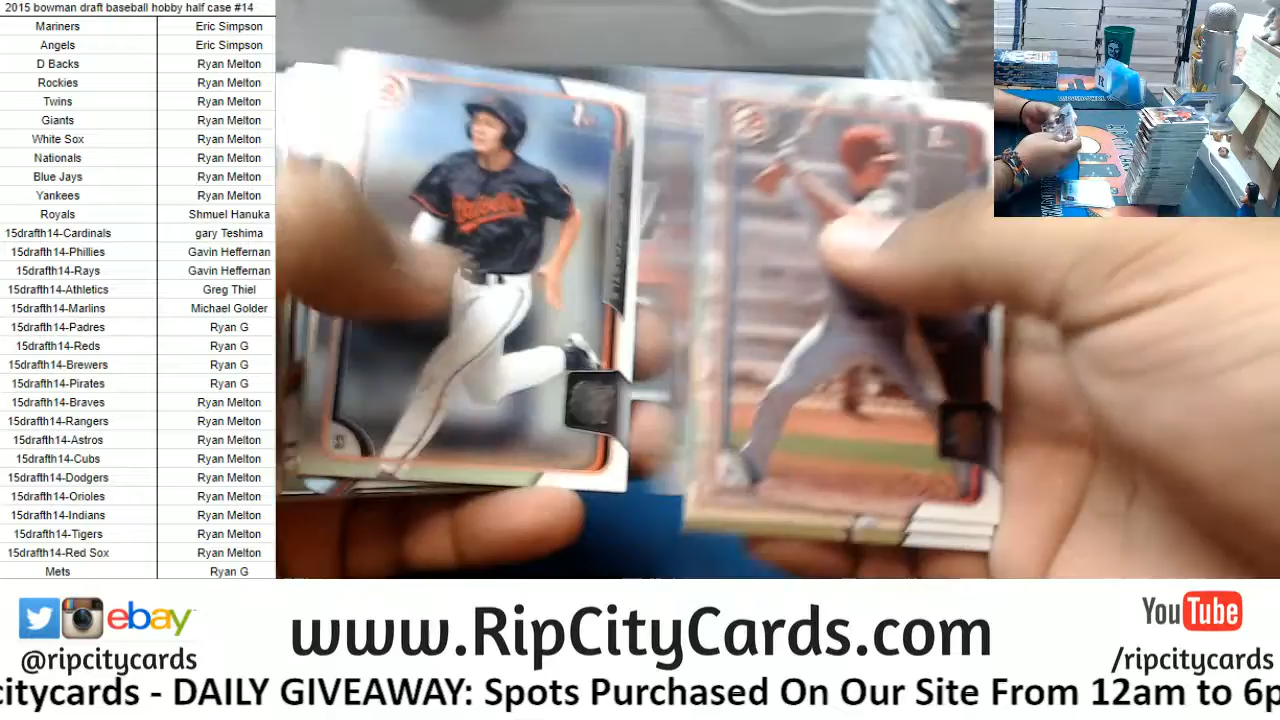 2015 bowman draft baseball hobby half case #14
Mariners Eric Simpson
Angels Eric Simpson
D Backs Ryan Melton
Rockies Ryan Melton
Twins Ryan Melton
Giants Ryan Melton
White Sox Ryan Melton
Nationals Ryan Melton
Blue Jays Ryan Melton
Yankees Ryan Melton
Royals Shmuel Hanuka
15drafth14-Cardinals gary Teshima
15drafth14-Phillies Gavin Heffernan
15drafth14-Rays Gavin Heffernan
15drafth14-Athletics Greg Thiel
15drafth14-Marlins Michael Golder
15drafth14-Padres Ryan G
15drafth14-Reds Ryan G
15drafth14-Brewers Ryan G
15drafth14-Pirates Ryan G
15drafth14-Braves Ryan Melton
15drafth14-Rangers Ryan Melton
15drafth14-Astros Ryan Melton
15drafth14-Cubs Ryan Melton
15drafth14-Dodgers Ryan Melton
15drafth14-Orioles Ryan Melton
15drafth14-Indians Ryan Melton
15drafth14-Tigers Ryan Melton
15drafth14-Red Sox Ryan Melton
Mets Ryan G
ebay
@ripcitycards
www.RipCityCards.com
YouTube
/ripcitycards
citycards - DAILY GIVEAWAY: Spots Purchased On Our Site From 12am to 6p